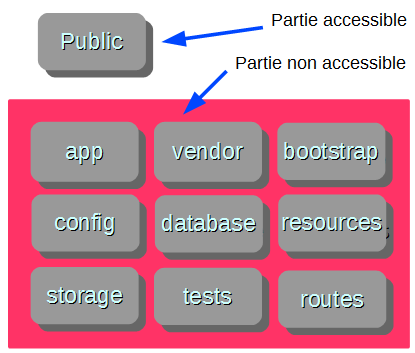 Partie accessible
Public
Partie non accessible
app vendor bootstrap
config database resources
storage tests routes